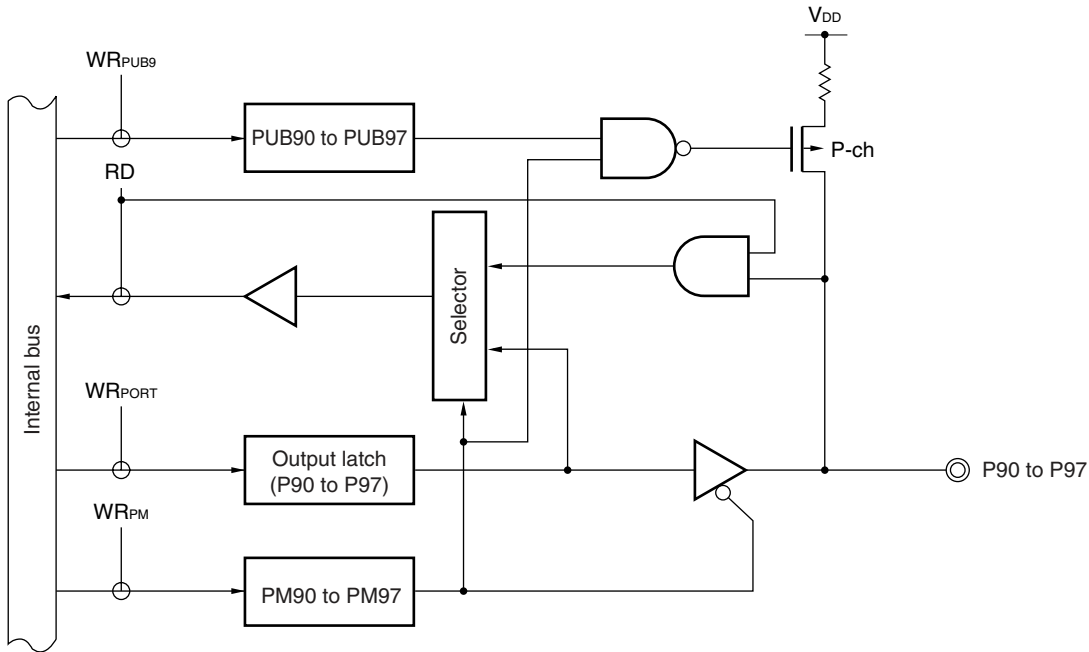 VDD
WRPUB9
PUB90 to PUB97
P-ch
RD
Selector
Internal bus
WRPORT
Output latch
(P90 to P97)
P90 to P97
WRPM
PM90 to PM97